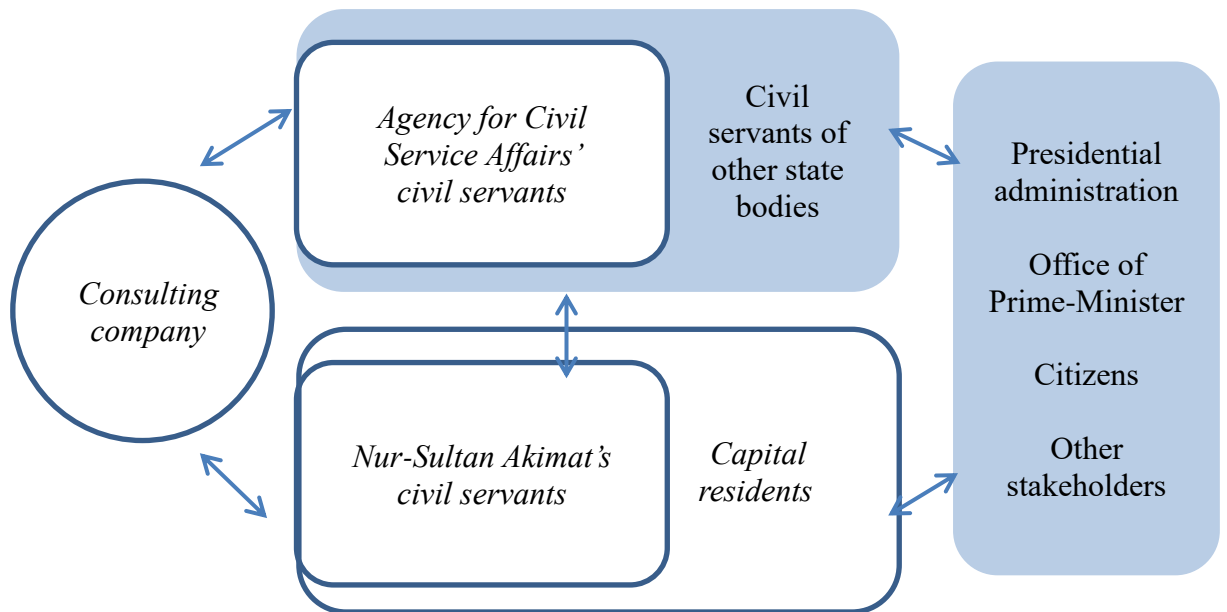 Consulting
company
Agency for Civil
Service Affairs’
civil servants
Civil
servants of
other state
bodies
Nur-Sultan Akimat’s
civil servants
Capital
residents
Presidential
administration
Office of
Prime-Minister
Citizens
Other
stakeholders